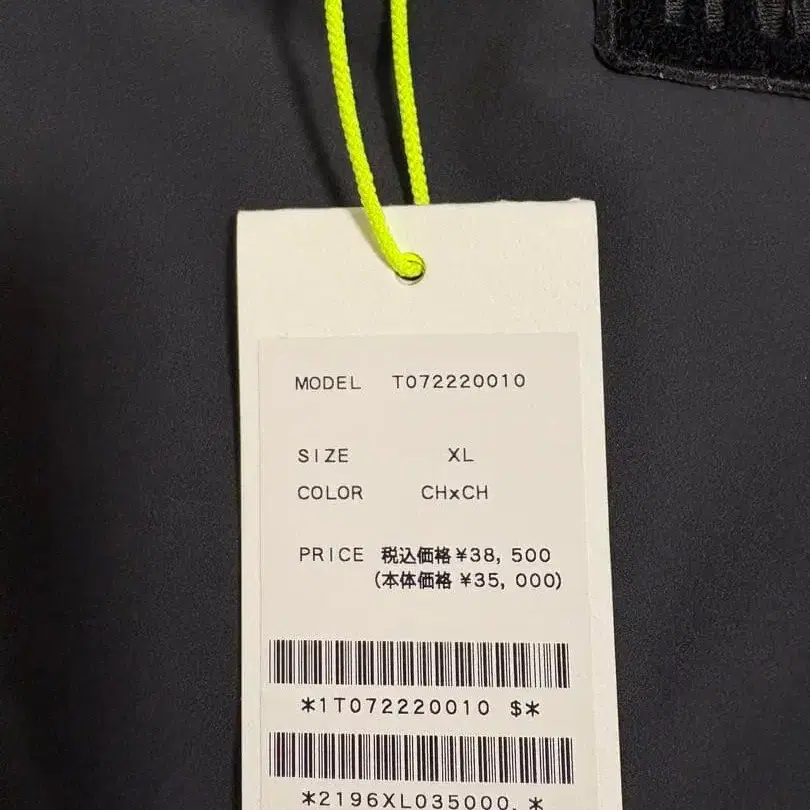 MODEL T072220010
SIZE XL
COLOR CHxCH
PRICE 税込価格 ¥38,500
(本体価格 ¥35,000)
*1T072220010 $*
*2196XL035000. *